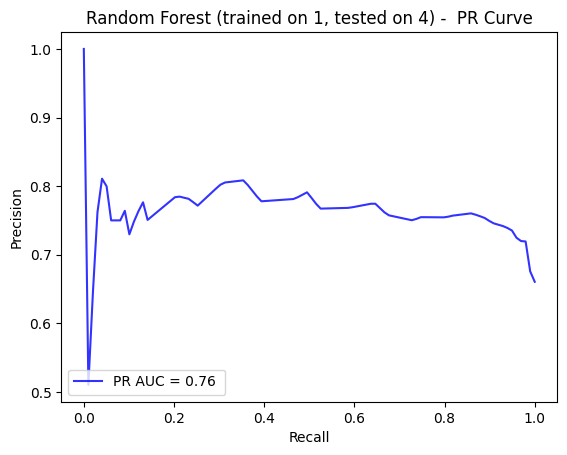 Random Forest (trained on 1, tested on 4) -  PR Curve
1.0
0.9
0.8
0.7
0.6
0.5
Precision
PR AUC = 0.76
0.0 0.2 0.4 0.6 0.8 1.0
Recall